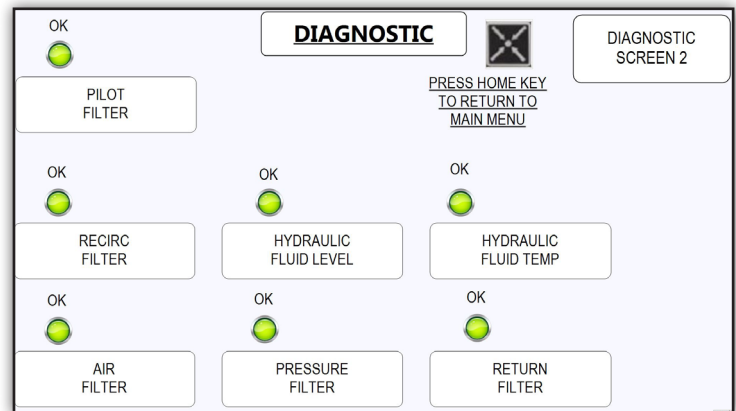 OK
DIAGNOSTIC
DIAGNOSTIC
SCREEN 2
PILOT
FILTER
PRESS HOME KEY
TO RETURN TO
MAIN MENU
OK
OK
OK
RECIRC
FILTER
HYDRAULIC
FLUID LEVEL
HYDRAULIC
FLUID TEMP
OK
OK
OK
AIR
FILTER
PRESSURE
FILTER
RETURN
FILTER